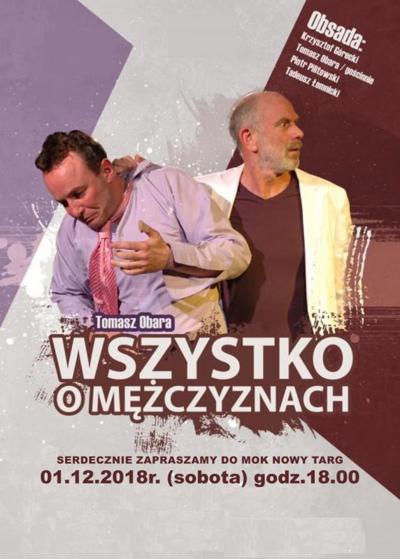 Obsada:
Krzysztof Górecki
Tomasz Obara / gościnnie
Piotr Pilitowski
Tadeusz Łomnicki
Tomasz Obara
WSZYSTKO
O MĘŻCZYZNACH
SERDECZNIE ZAPRASZAMY DO MOK NOWY TARG
01.12.2018r. (sobota) godz.18.00